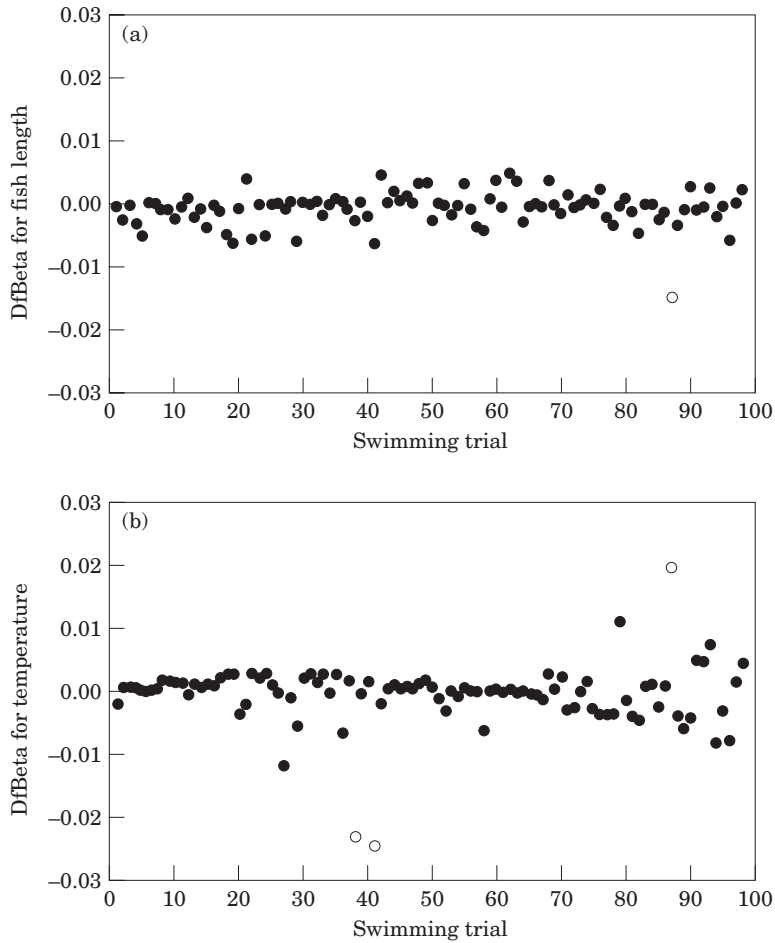 (a)
0.03
0.02
0.01
0.00
–0.01
–0.02
–0.03
DfBeta for fish length
0 10 20 30 40 50 60 70 80 90 100
Swimming trial
(b)
0.03
0.02
0.01
0.00
–0.01
–0.02
–0.03
DfBeta for temperature
0 10 20 30 40 50 60 70 80 90 100
Swimming trial